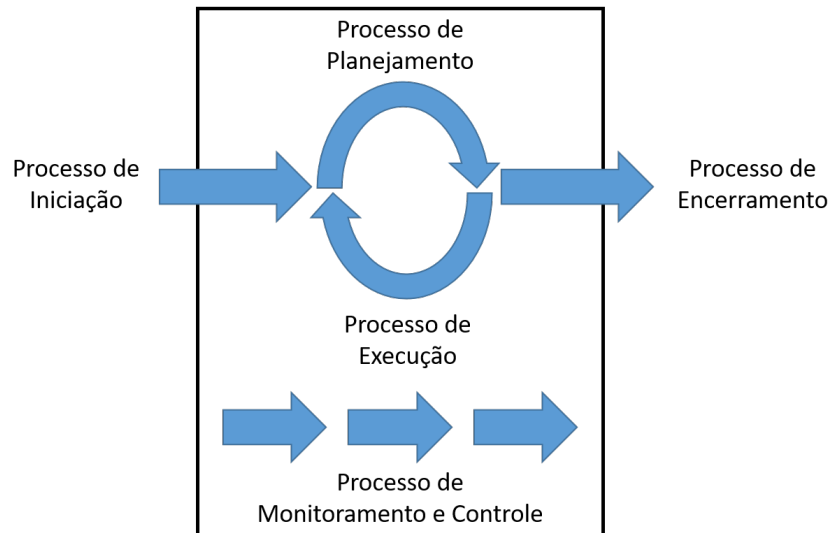 Processo de
Planejamento
Processo de
Iniciação
Processo de
Encerramento
Processo de
Execução
Processo de
Monitoramento e Controle